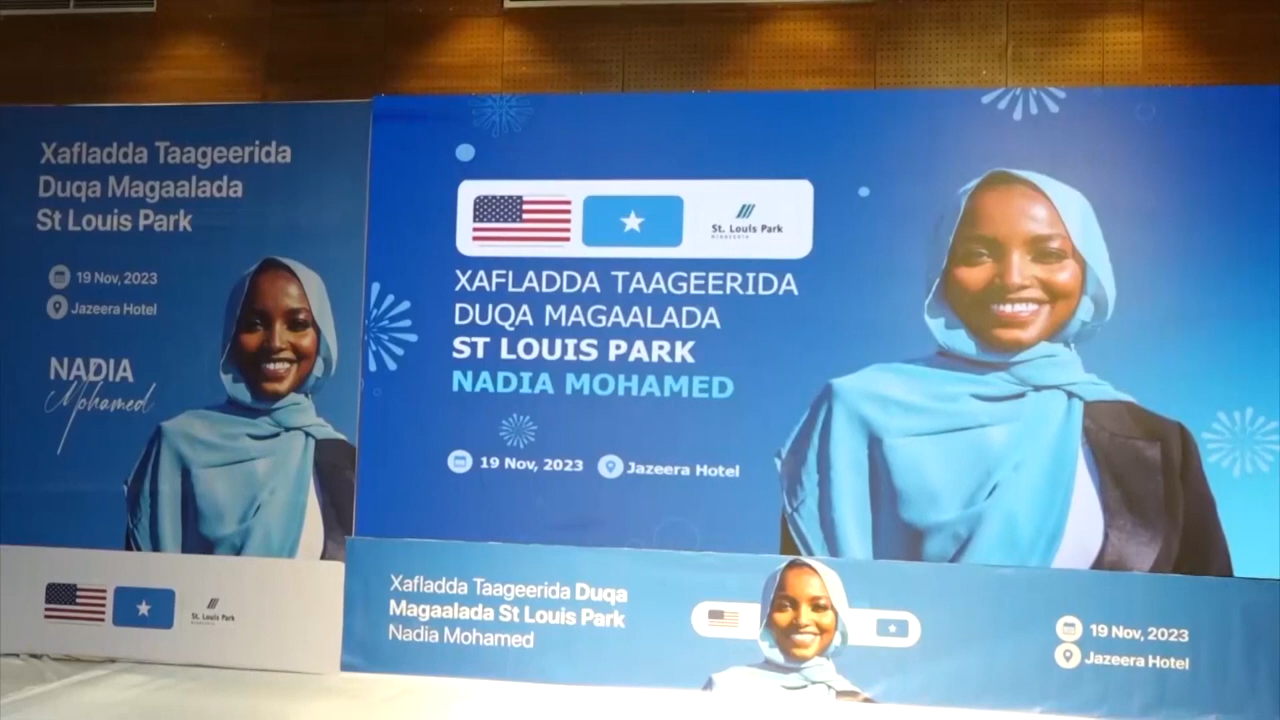 Xafladda Taageerida
Duqa Magaalada
St Louis Park
19 Nov, 2023
Jazeera Hotel
NADIA
Mohamed
St. Louis Park
St. Louis Park
MINNESOTA
XAFLADDA TAAGEERIDA
DUQA MAGAALADA
ST LOUIS PARK
NADIA MOHAMED
19 Nov, 2023 Jazeera Hotel
Xafladda Taageerida Duqa
Magaalada St Louis Park
Nadia Mohamed
19 Nov, 2023
Jazeera Hotel